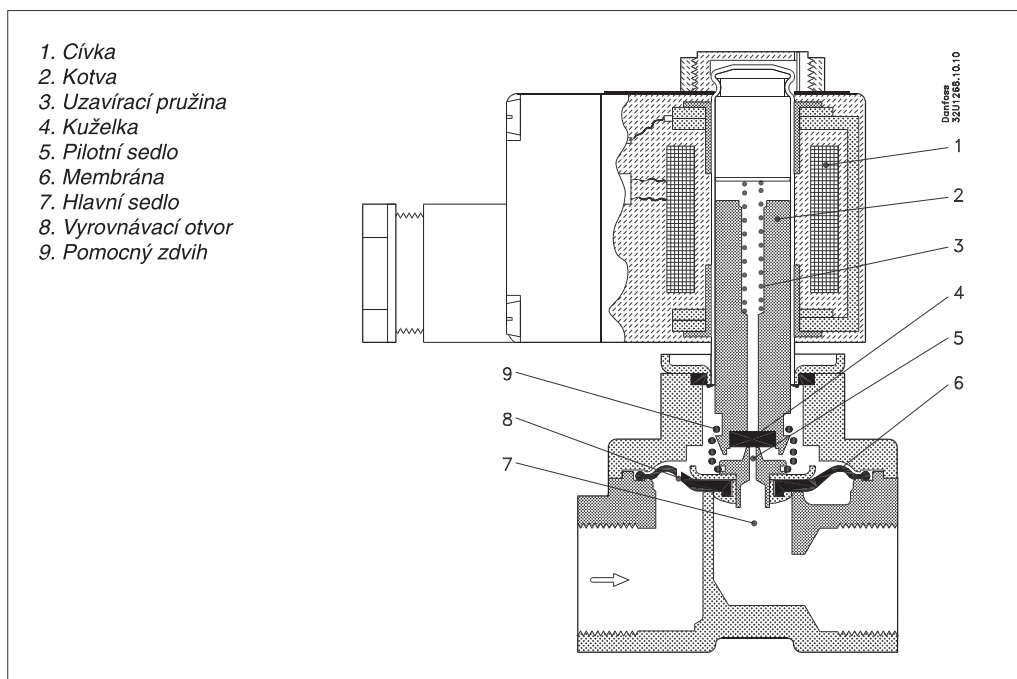 1. Cívka
2. Kotva
3. Uzavírací pružina
4. Kuželka
5. Pilotní sedlo
6. Membrána
7. Hlavní sedlo
8. Vyrovnávací otvor
9. Pomocný zdvih
Danfoss
32U1268.10.10
1
2
3
4
5
6
9
8
7